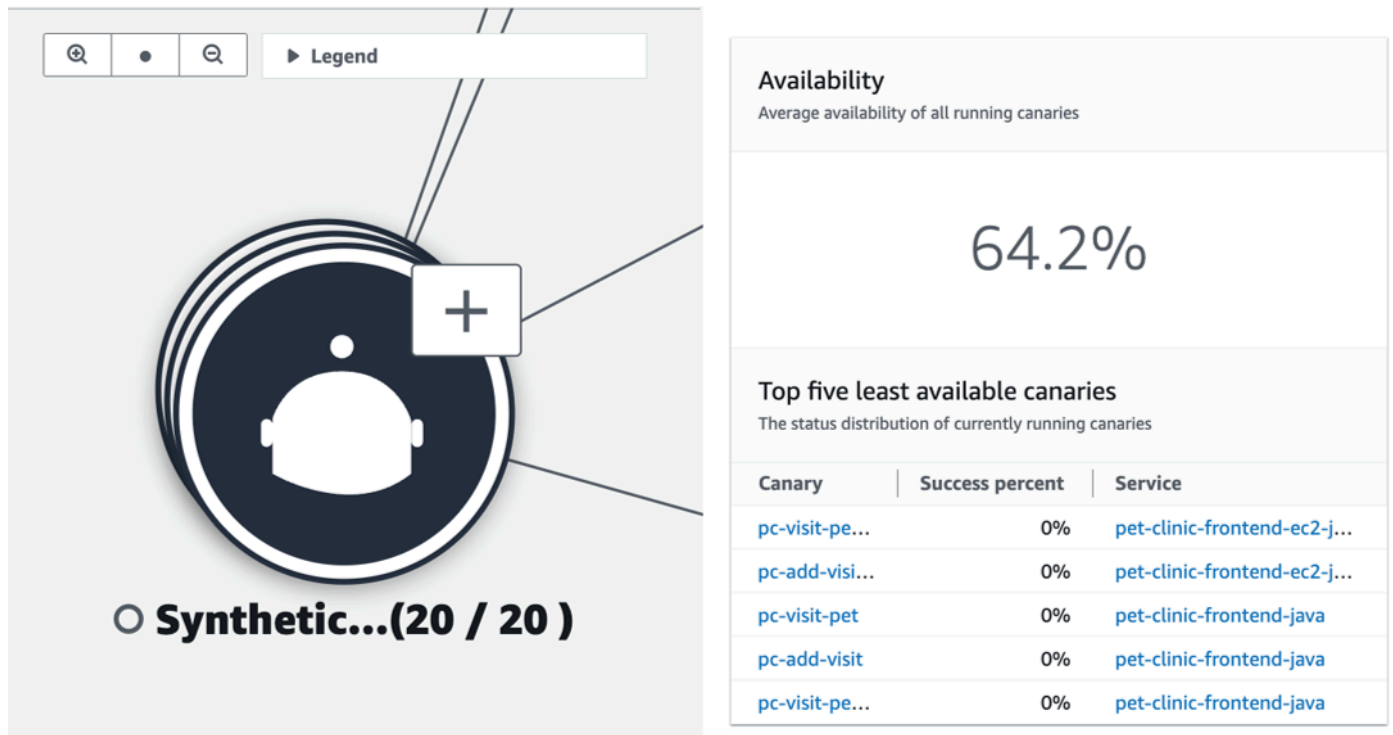 Legend
Synthetic...(20 / 20 )
Availability
Average availability of all running canaries
64.2%
Top five least available canaries
The status distribution of currently running canaries
Canary Success percent Service
pc-visit-pe... 0% pet-clinic-frontend-ec2-j...
pc-add-visi... 0% pet-clinic-frontend-ec2-j...
pc-visit-pet 0% pet-clinic-frontend-java
pc-add-visit 0% pet-clinic-frontend-java
pc-visit-pe... 0% pet-clinic-frontend-java